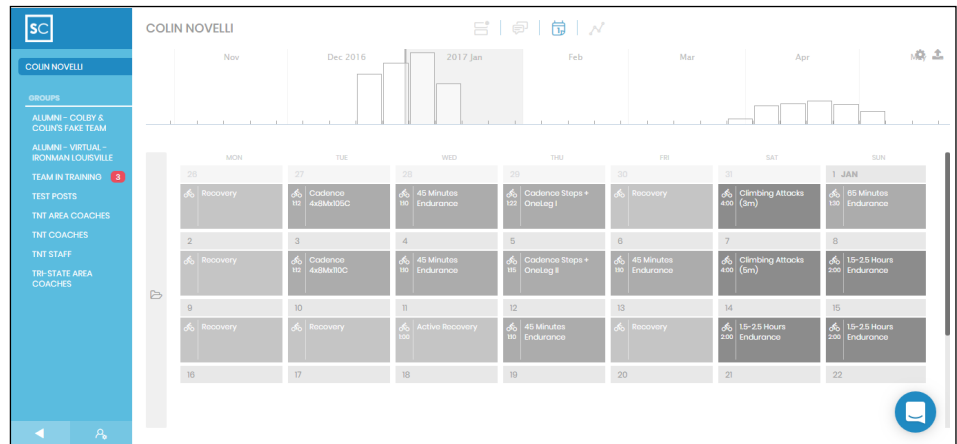 SC
COLIN NOVELLI
COLIN NOVELLI
GROUPS
ALUMNI - COLBY &
COLIN'S FAKE TEAM
ALUMNI - VIRTUAL -
IRONMAN LOUISVILLE
TEAM IN TRAINING 3
TEST POSTS
TNT AREA COACHES
TNT COACHES
TNT STAFF
TRI-STATE AREA
COACHES
Nov Dec 2016 2017 Jan Feb Mar Apr
MON TUE WED THU FRI SAT SUN
26 27 28 29 30 31 1 JAN
Recovery Cadence 45 Minutes Cadence Steps + Recovery Climbing Attacks 65 Minutes
1:12 4x8Mx105C 1:10 Endurance 1:22 OneLeg I 4:00 (3m) 1:30 Endurance
2 3 4 5 6 7 8
Recovery Cadence 45 Minutes Cadence Steps + 45 Minutes Climbing Attacks 1.5-2.5 Hours
1:12 4x8Mx110C 1:10 Endurance 1:15 OneLeg II 1:10 Endurance 4:00 (5m) 2:00 Endurance
9 10 11 12 13 14 15
Recovery Recovery Active Recovery 45 Minutes Recovery 1.5-2.5 Hours 1.5-2.5 Hours
1:00 1:10 Endurance 2:00 Endurance 2:00 Endurance
16 17 18 19 20 21 22